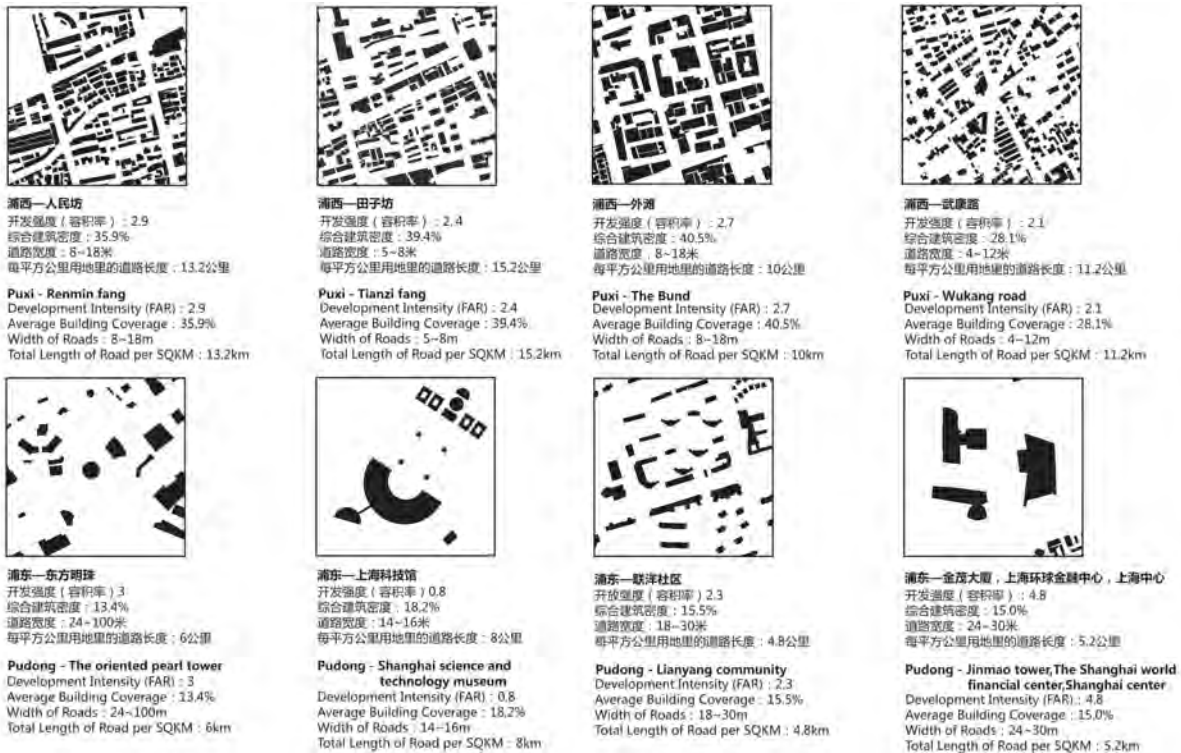 浦西—人民坊
开发强度（容积率）: 2.9
综合建筑密度 : 35.9%
道路宽度 : 8~18米
每平方公里用地里的道路长度 : 13.2公里
Puxi - Renmin fang
Development Intensity (FAR) : 2.9
Average Building Coverage : 35.9%
Width of Roads : 8~18m
Total Length of Road per SQKM : 13.2km
浦西—田子坊
开发强度（容积率）: 2.4
综合建筑密度 : 39.4%
道路宽度 : 5~8米
每平方公里用地里的道路长度 : 15.2公里
Puxi - Tianzi fang
Development Intensity (FAR) : 2.4
Average Building Coverage : 39.4%
Width of Roads : 5~8m
Total Length of Road per SQKM : 15.2km
浦西—外滩
开发强度（容积率）: 2.7
综合建筑密度 : 40.5%
道路宽度 : 8~18米
每平方公里用地里的道路长度 : 10公里
Puxi - The Bund
Development Intensity (FAR) : 2.7
Average Building Coverage : 40.5%
Width of Roads : 8~18m
Total Length of Road per SQKM : 10km
浦西—武康路
开发强度（容积率）: 2.1
综合建筑密度 : 28.1%
道路宽度 : 4~12米
每平方公里用地里的道路长度 : 11.2公里
Puxi - Wukang road
Development Intensity (FAR) : 2.1
Average Building Coverage : 28.1%
Width of Roads : 4~12m
Total Length of Road per SQKM : 11.2km
浦东—东方明珠
开发强度（容积率）3
综合建筑密度 : 13.4%
道路宽度 : 24~100米
每平方公里用地里的道路长度 : 6公里
Pudong - The oriented pearl tower
Development Intensity (FAR) : 3
Average Building Coverage : 13.4%
Width of Roads : 24~100m
Total Length of Road per SQKM : 6km
浦东—上海科技馆
开发强度（容积率）0.8
综合建筑密度 : 18.2%
道路宽度 : 14~16米
每平方公里用地里的道路长度 : 8公里
Pudong - Shanghai science and
technology museum
Development Intensity (FAR) : 0.8
Average Building Coverage : 18.2%
Width of Roads : 14~16m
Total Length of Road per SQKM : 8km
浦东—联洋社区
开放强度（容积率）2.3
综合建筑密度 : 15.5%
道路宽度 : 18~30米
每平方公里用地里的道路长度 : 4.8公里
Pudong - Lianyang community
Development Intensity (FAR) : 2.3
Average Building Coverage : 15.5%
Width of Roads : 18~30m
Total Length of Road per SQKM : 4.8km
浦东—金茂大厦，上海环球金融中心，上海中心
开发强度（容积率）: 4.8
综合建筑密度 : 15.0%
道路宽度 : 24~30米
每平方公里用地里的道路长度 : 5.2公里
Pudong - Jinmao tower,The Shanghai world
financial center,Shanghai center
Development Intensity (FAR) : 4.8
Average Building Coverage : 15.0%
Width of Roads : 24~30m
Total Length of Road per SQKM : 5.2km